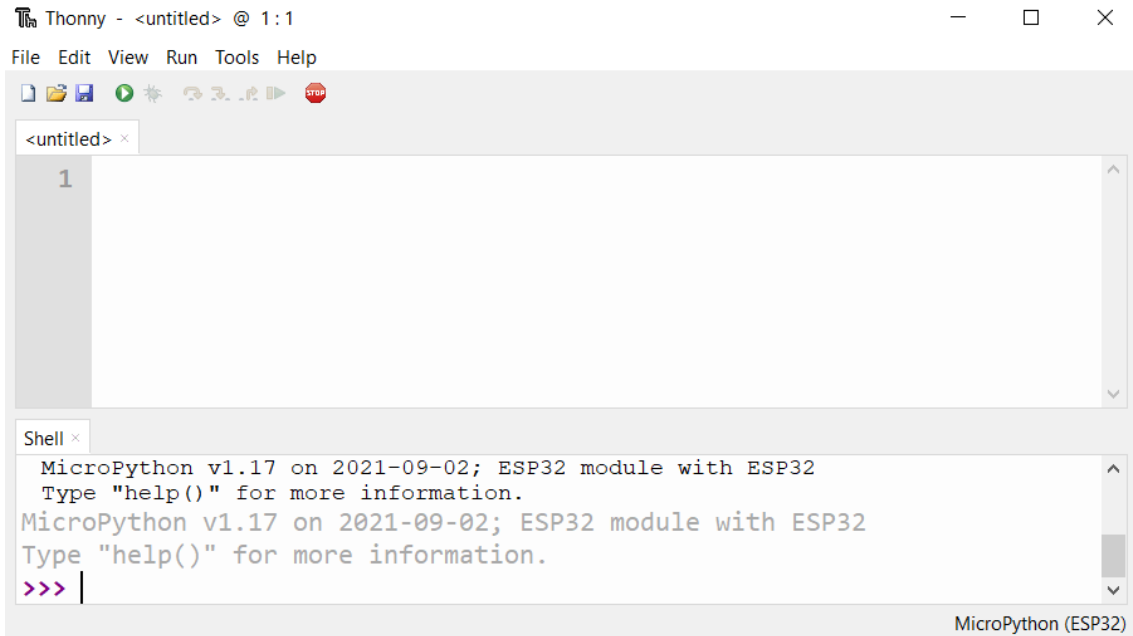 Thonny - <untitled> @ 1:1
File Edit View Run Tools Help
STOP
<untitled> ×
1
Shell ×
MicroPython v1.17 on 2021-09-02; ESP32 module with ESP32
Type "help()" for more information.
MicroPython v1.17 on 2021-09-02; ESP32 module with ESP32
Type "help()" for more information.
>>>
MicroPython (ESP32)